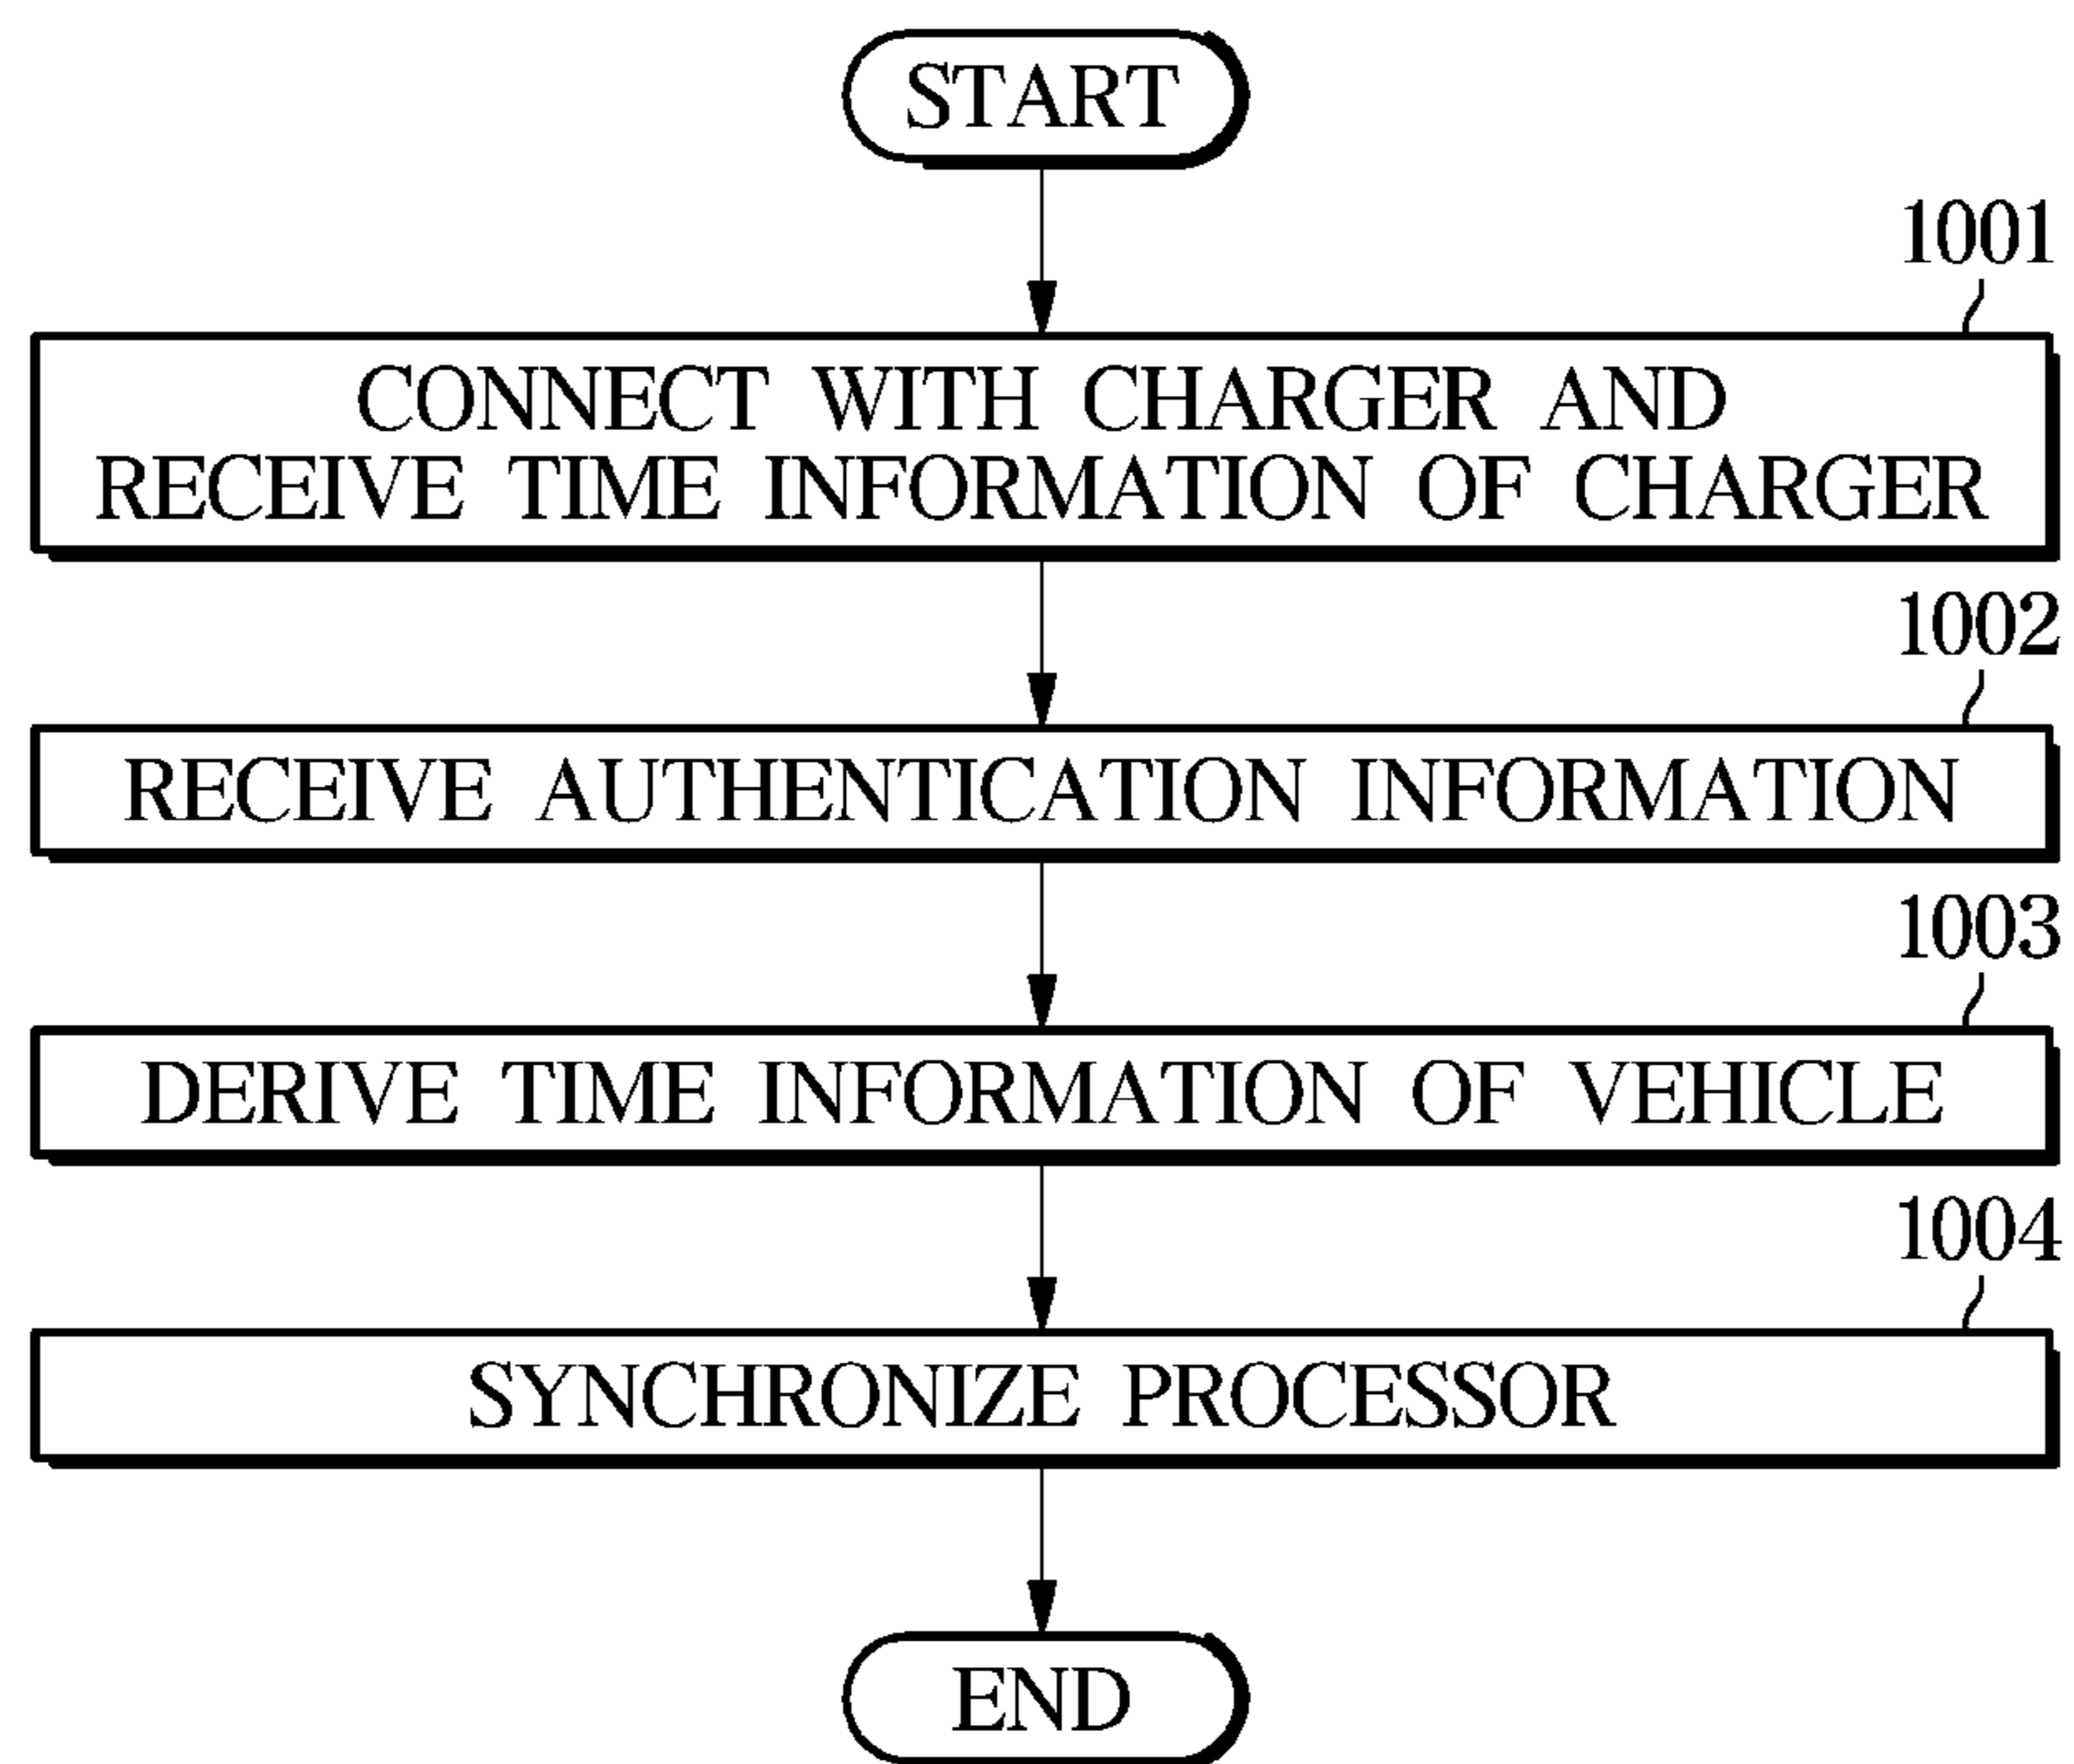 START
1001
CONNECT WITH CHARGER AND
RECEIVE TIME INFORMATION OF CHARGER
1002
RECEIVE AUTHENTICATION INFORMATION
1003
DERIVE TIME INFORMATION OF VEHICLE
1004
SYNCHRONIZE PROCESSOR
END